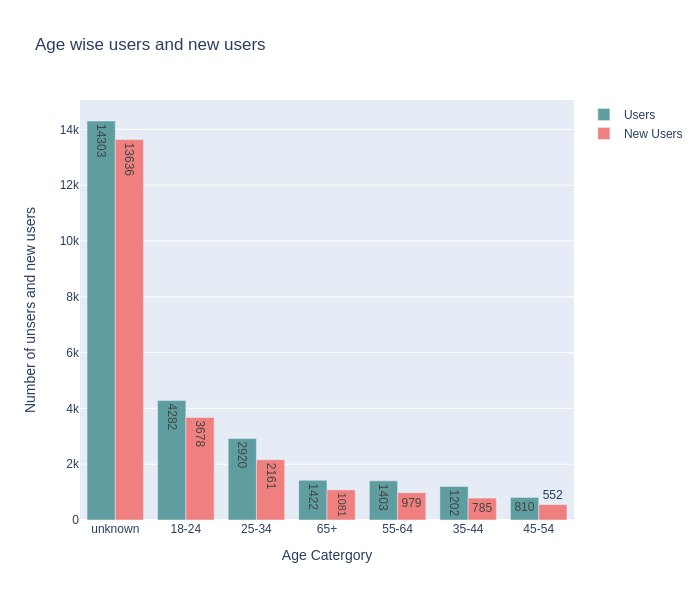 Age wise users and new users
Users
New Users
Number of unsers and new users
14k
12k
10k
8k
6k
4k
2k
0
14303
13636
4282
3678
2920
2161
1422
1081
1403
979
1202
785
810
552
unknown
18-24
25-34
65+
55-64
35-44
45-54
Age Catergory